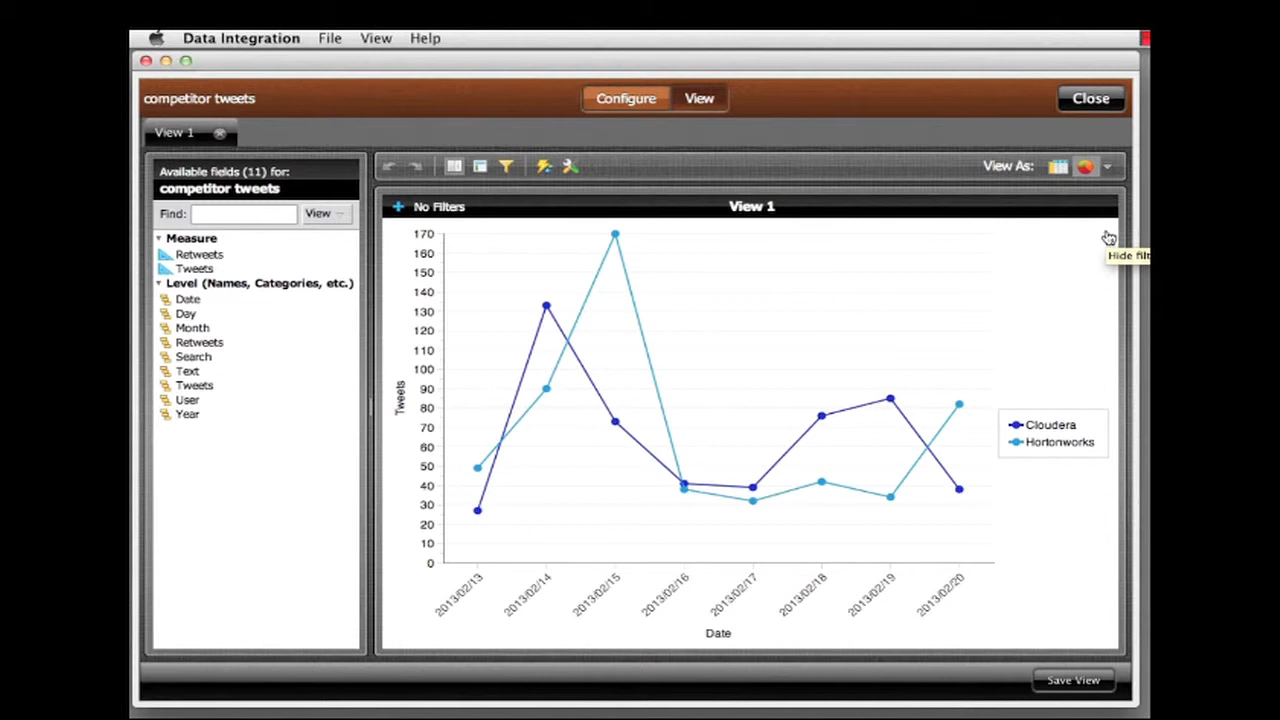 Data Integration File View Help
competitor tweets Configure View Close
View 1
Available fields (11) for:
competitor tweets
Find: View
Measure
Retweets
Tweets
Level (Names, Categories, etc.)
Date
Day
Month
Retweets
Search
Text
Tweets
User
Year
View As:
No Filters View 1
Hide filt
170
160
150
140
130
120
110
100
90
80
70
60
50
40
30
20
10
0
Tweets
2013/02/13 2013/02/14 2013/02/15 2013/02/16 2013/02/17 2013/02/18 2013/02/19 2013/02/20
Date
Cloudera
Hortonworks
Save View